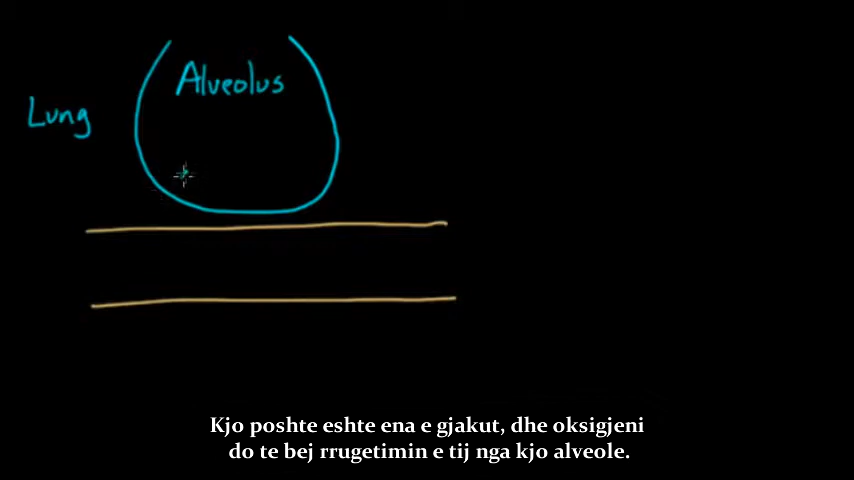 Alveolus
Lung
Kjo poshte eshte ena e gjakut, dhe oksigjeni
do te bej rrugetimin e tij nga kjo alveole.